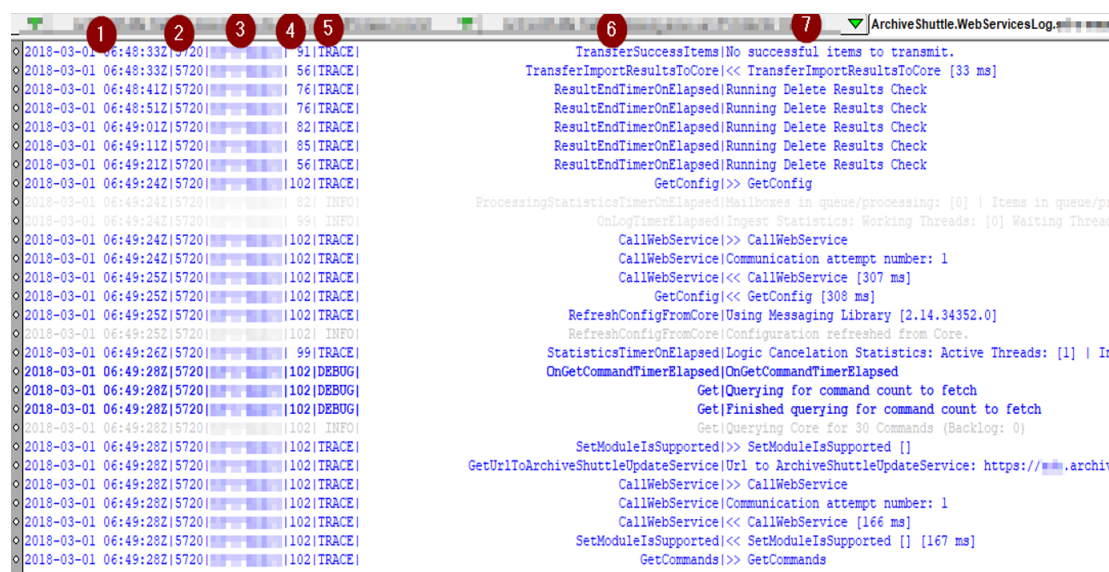 1 2 3 4 5 6 7
ArchiveShuttle.WebServicesLog.
2018-03-01 06:48:33Z|5720| | 91|TRACE| TransferSuccessItems|No successful items to transmit.
2018-03-01 06:48:33Z|5720| | 56|TRACE| TransferImportResultsToCore|<< TransferImportResultsToCore [33 ms]
2018-03-01 06:48:41Z|5720| | 76|TRACE| ResultEndTimerOnElapsed|Running Delete Results Check
2018-03-01 06:48:51Z|5720| | 76|TRACE| ResultEndTimerOnElapsed|Running Delete Results Check
2018-03-01 06:49:01Z|5720| | 82|TRACE| ResultEndTimerOnElapsed|Running Delete Results Check
2018-03-01 06:49:11Z|5720| | 85|TRACE| ResultEndTimerOnElapsed|Running Delete Results Check
2018-03-01 06:49:21Z|5720| | 56|TRACE| ResultEndTimerOnElapsed|Running Delete Results Check
2018-03-01 06:49:24Z|5720| |102|TRACE| GetConfig|>> GetConfig
2018-03-01 06:49:24Z|5720| | 82| INFO| ProcessingStatisticsTimerOnElapsed|Mailboxes in queue/processing: [0] | Items in queue/pr
2018-03-01 06:49:24Z|5720| | 99| INFO| OnLogTimerElapsed|Ingest Statistics: Working Threads: [0] Waiting Thread
2018-03-01 06:49:24Z|5720| |102|TRACE| CallWebService|>> CallWebService
2018-03-01 06:49:24Z|5720| |102|TRACE| CallWebService|Communication attempt number: 1
2018-03-01 06:49:25Z|5720| |102|TRACE| CallWebService|<< CallWebService [307 ms]
2018-03-01 06:49:25Z|5720| |102|TRACE| GetConfig|<< GetConfig [308 ms]
2018-03-01 06:49:25Z|5720| |102|TRACE| RefreshConfigFromCore|Using Messaging Library [2.14.34352.0]
2018-03-01 06:49:25Z|5720| |102| INFO| RefreshConfigFromCore|Configuration refreshed from Core.
2018-03-01 06:49:26Z|5720| | 99|TRACE| StatisticsTimerOnElapsed|Logic Cancelation Statistics: Active Threads: [1] | In
2018-03-01 06:49:28Z|5720| |102|DEBUG| OnGetCommandTimerElapsed|OnGetCommandTimerElapsed
2018-03-01 06:49:28Z|5720| |102|DEBUG| Get|Querying for command count to fetch
2018-03-01 06:49:28Z|5720| |102|DEBUG| Get|Finished querying for command count to fetch
2018-03-01 06:49:28Z|5720| |102| INFO| Get|Querying Core for 30 Commands (Backlog: 0)
2018-03-01 06:49:28Z|5720| |102|TRACE| SetModuleIsSupported|>> SetModuleIsSupported []
2018-03-01 06:49:28Z|5720| |102|TRACE| GetUrlToArchiveShuttleUpdateService|Url to ArchiveShuttleUpdateService: https:// .archiv
2018-03-01 06:49:28Z|5720| |102|TRACE| CallWebService|>> CallWebService
2018-03-01 06:49:28Z|5720| |102|TRACE| CallWebService|Communication attempt number: 1
2018-03-01 06:49:28Z|5720| |102|TRACE| CallWebService|<< CallWebService [166 ms]
2018-03-01 06:49:28Z|5720| |102|TRACE| SetModuleIsSupported|<< SetModuleIsSupported [] [167 ms]
2018-03-01 06:49:28Z|5720| |102|TRACE| GetCommands|>> GetCommands